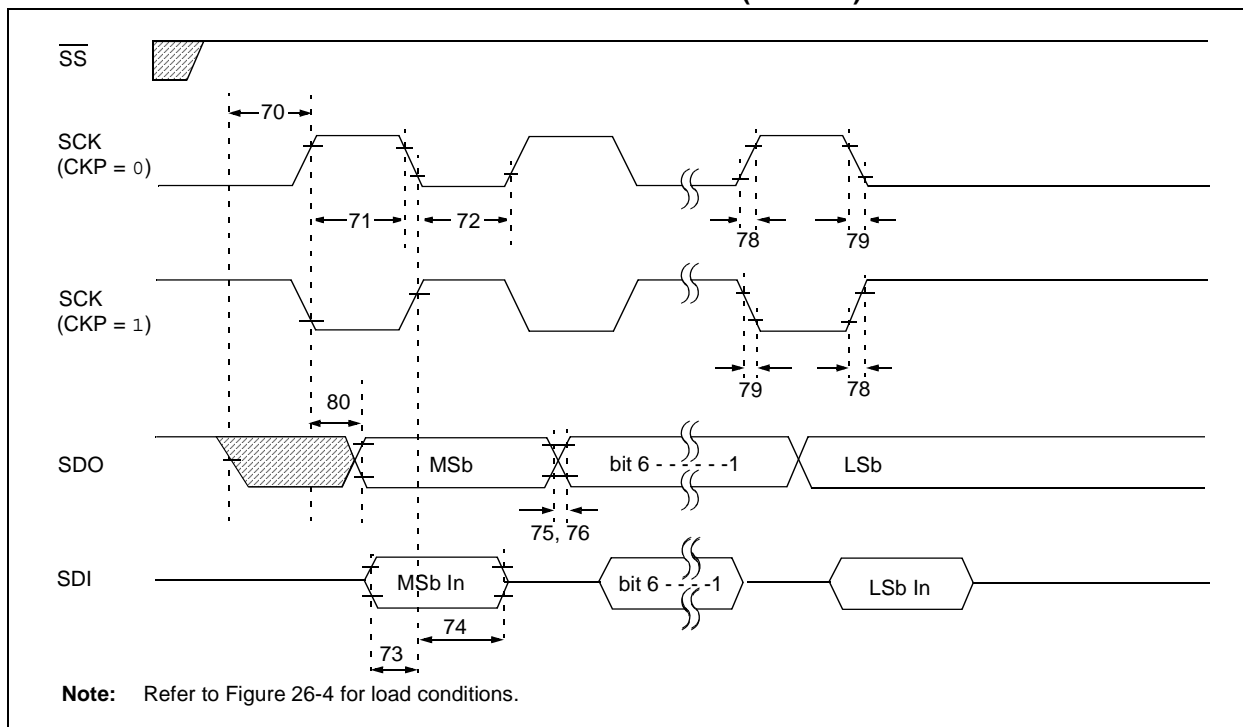 SS
70
SCK
(CKP = 0)
71
72
78
79
SCK
(CKP = 1)
79
78
80
SDO
MSb
bit 6 - - - - - -1
LSb
75, 76
SDI
MSb In
bit 6 - - - -1
LSb In
74
73
Note: Refer to Figure 26-4 for load conditions.